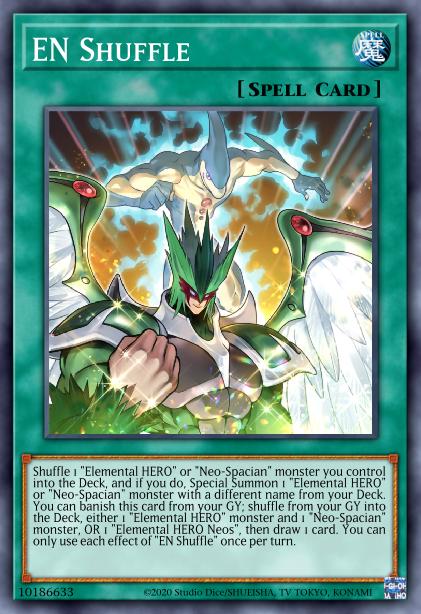 EN Shuffle
SPELL
魔
[Spell Card]
Shuffle 1 "Elemental HERO" or "Neo-Spacian" monster you control
into the Deck, and if you do, Special Summon 1 "Elemental HERO"
or "Neo-Spacian" monster with a different name from your Deck.
You can banish this card from your GY; shuffle from your GY into
the Deck, either 1 "Elemental HERO" monster and 1 "Neo-Spacian"
monster, OR 1 "Elemental HERO Neos", then draw 1 card. You can
only use each effect of "EN Shuffle" once per turn.
10186633 ©2020 Studio Dice/SHUEISHA, TV TOKYO, KONAMI